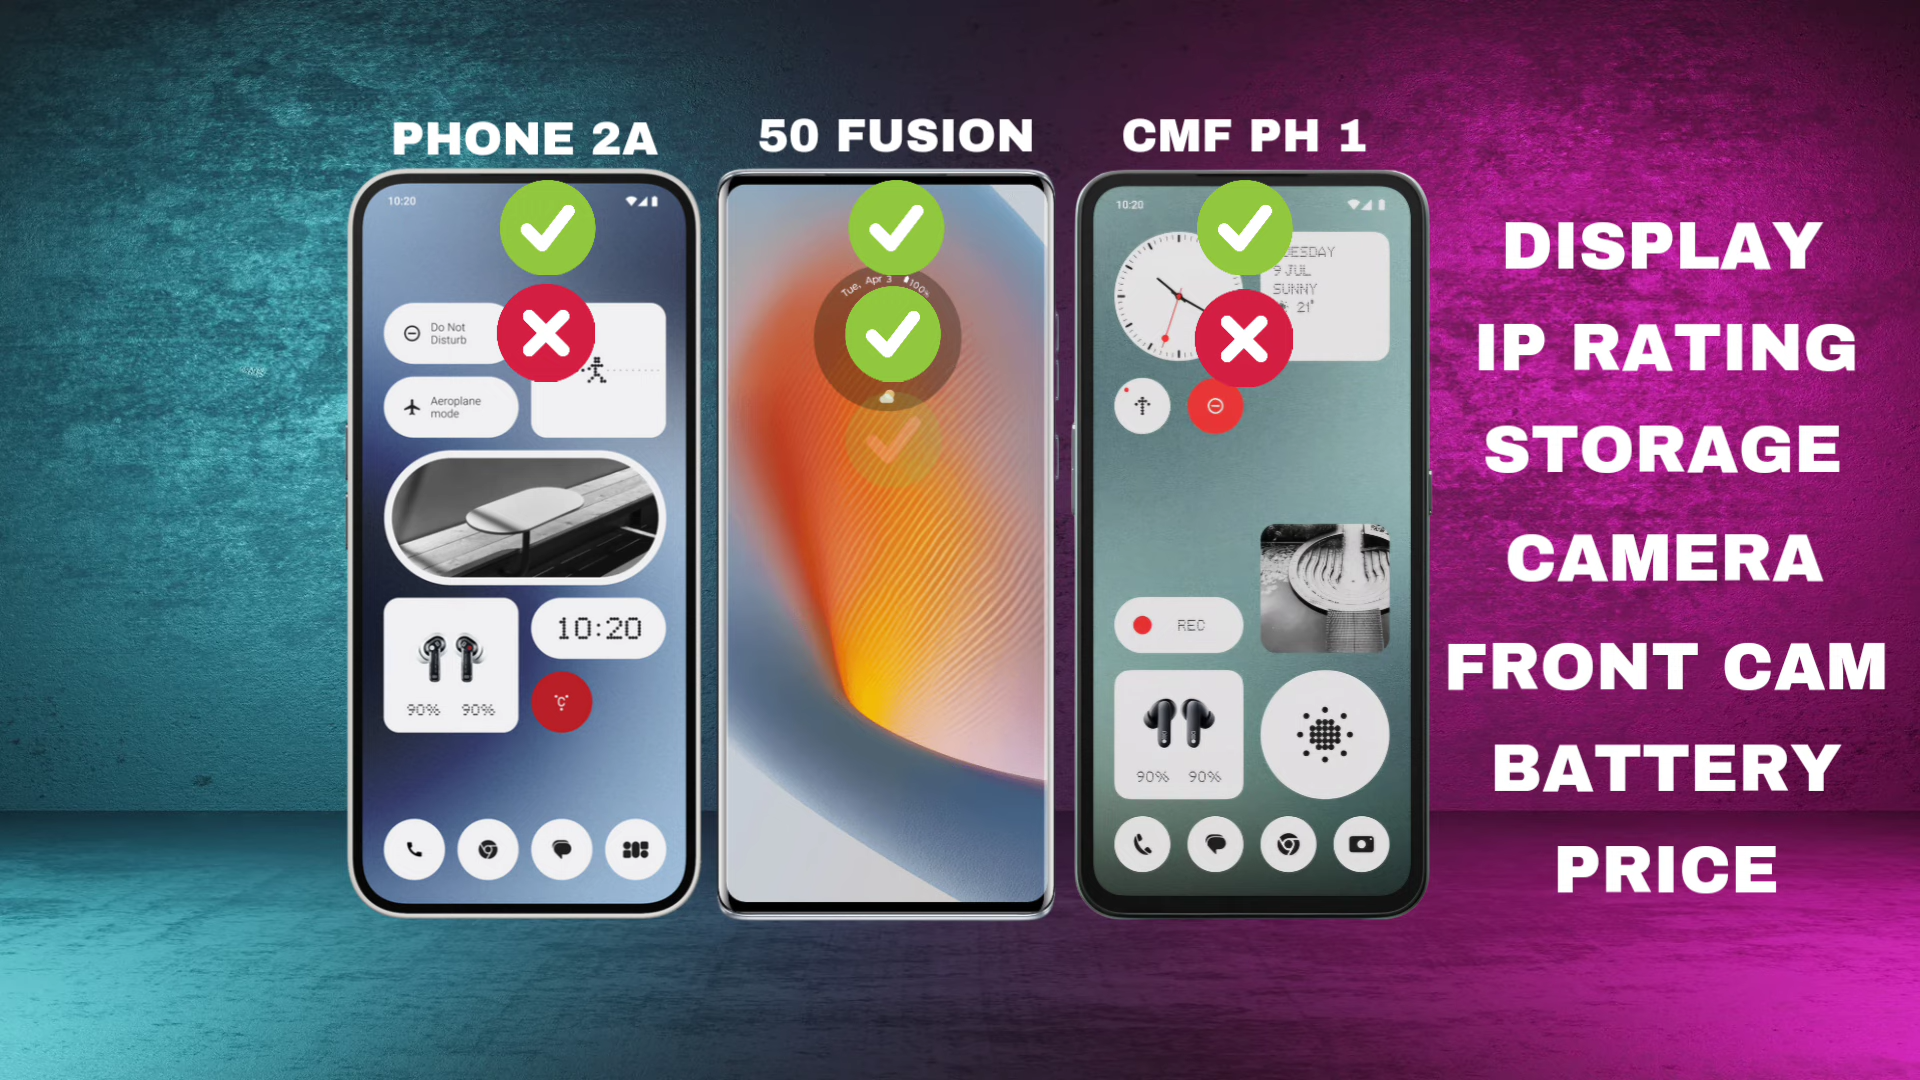 PHONE 2A
50 FUSION
CMF PH 1
10:20
Do Not
Disturb
Aeroplane
mode
10:20
90% 90%
°C
Tue, Apr 3 100%
10:20
9 JUL
SUNNY
21°
REC
90% 90%
DISPLAY
IP RATING
STORAGE
CAMERA
FRONT CAM
BATTERY
PRICE